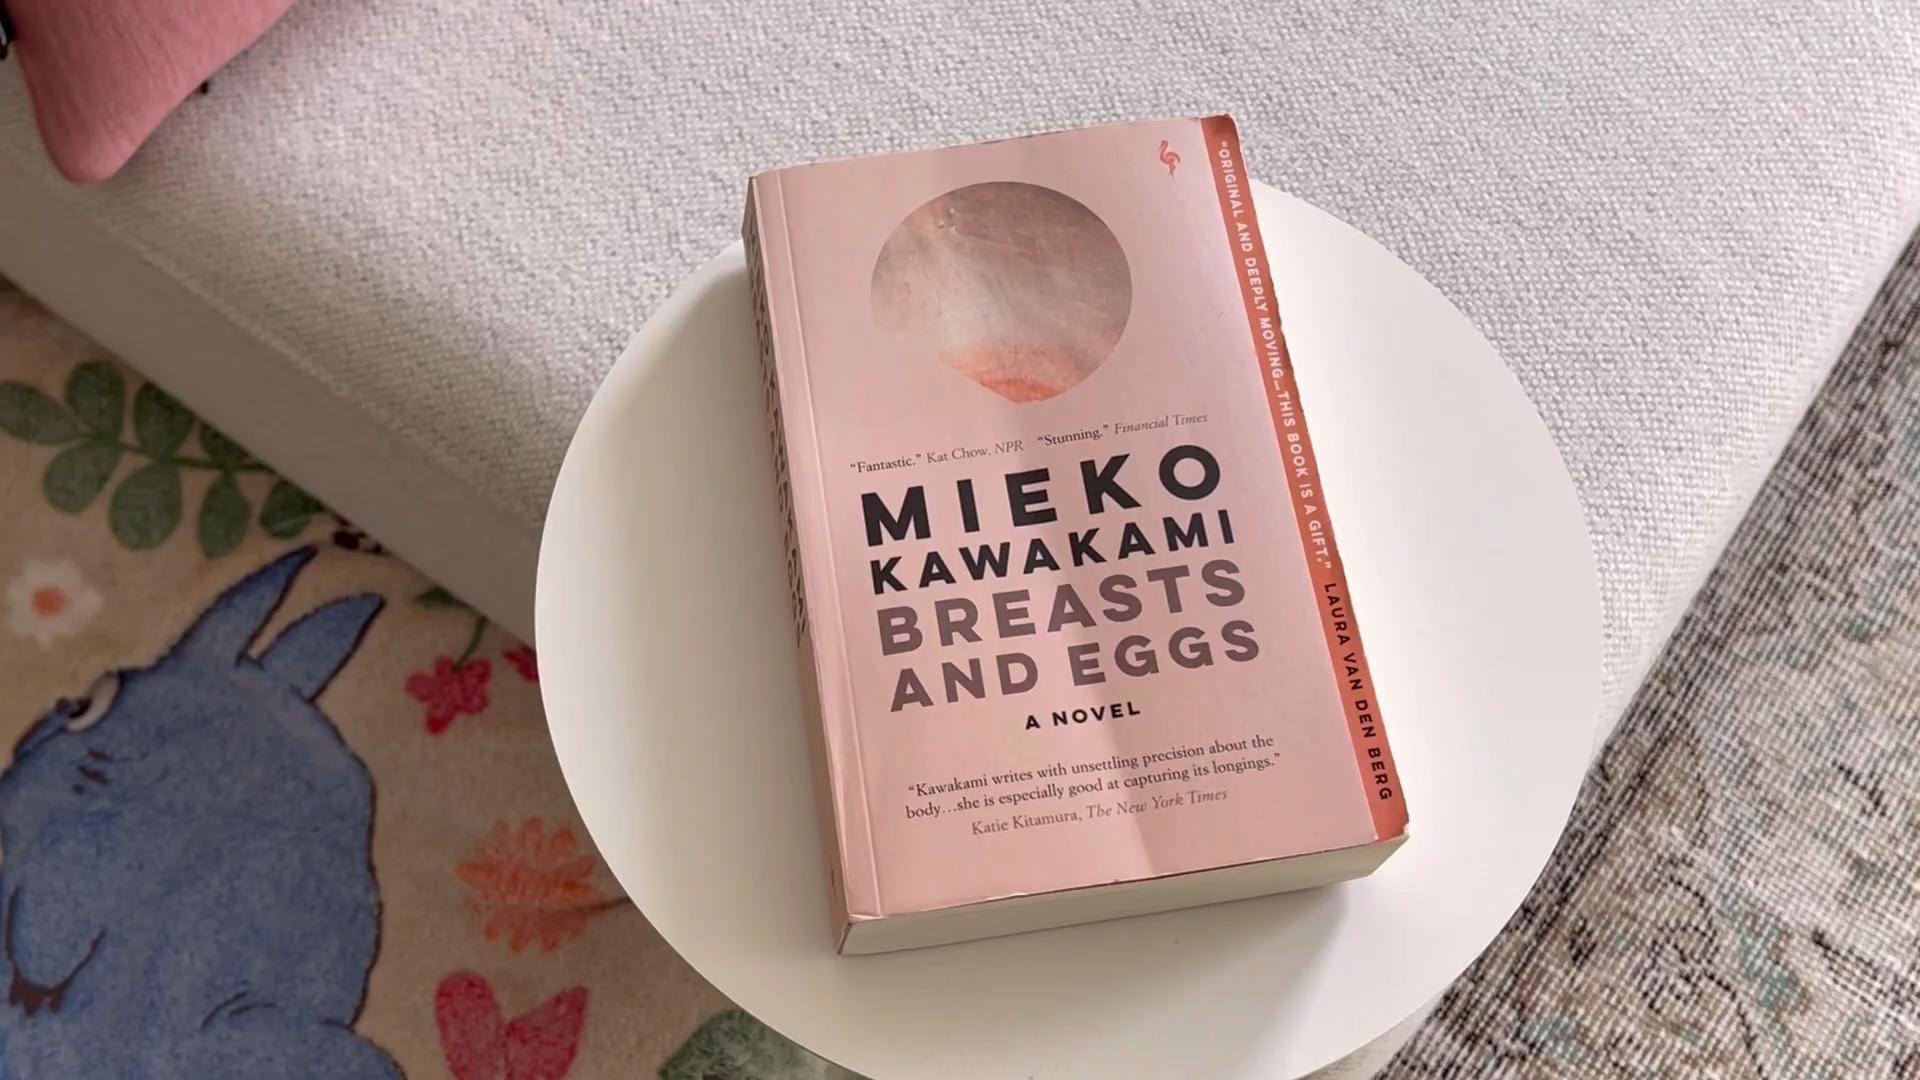 “Fantastic.” Kat Chow, NPR “Stunning.” Financial Times
MIEKO
KAWAKAMI
BREASTS
AND EGGS
A NOVEL
“Kawakami writes with unsettling precision about the
body…she is especially good at capturing its longings.”
Katie Kitamura, The New York Times
“ORIGINAL AND DEEPLY MOVING…THIS BOOK IS A GIFT.” LAURA VAN DEN BERG